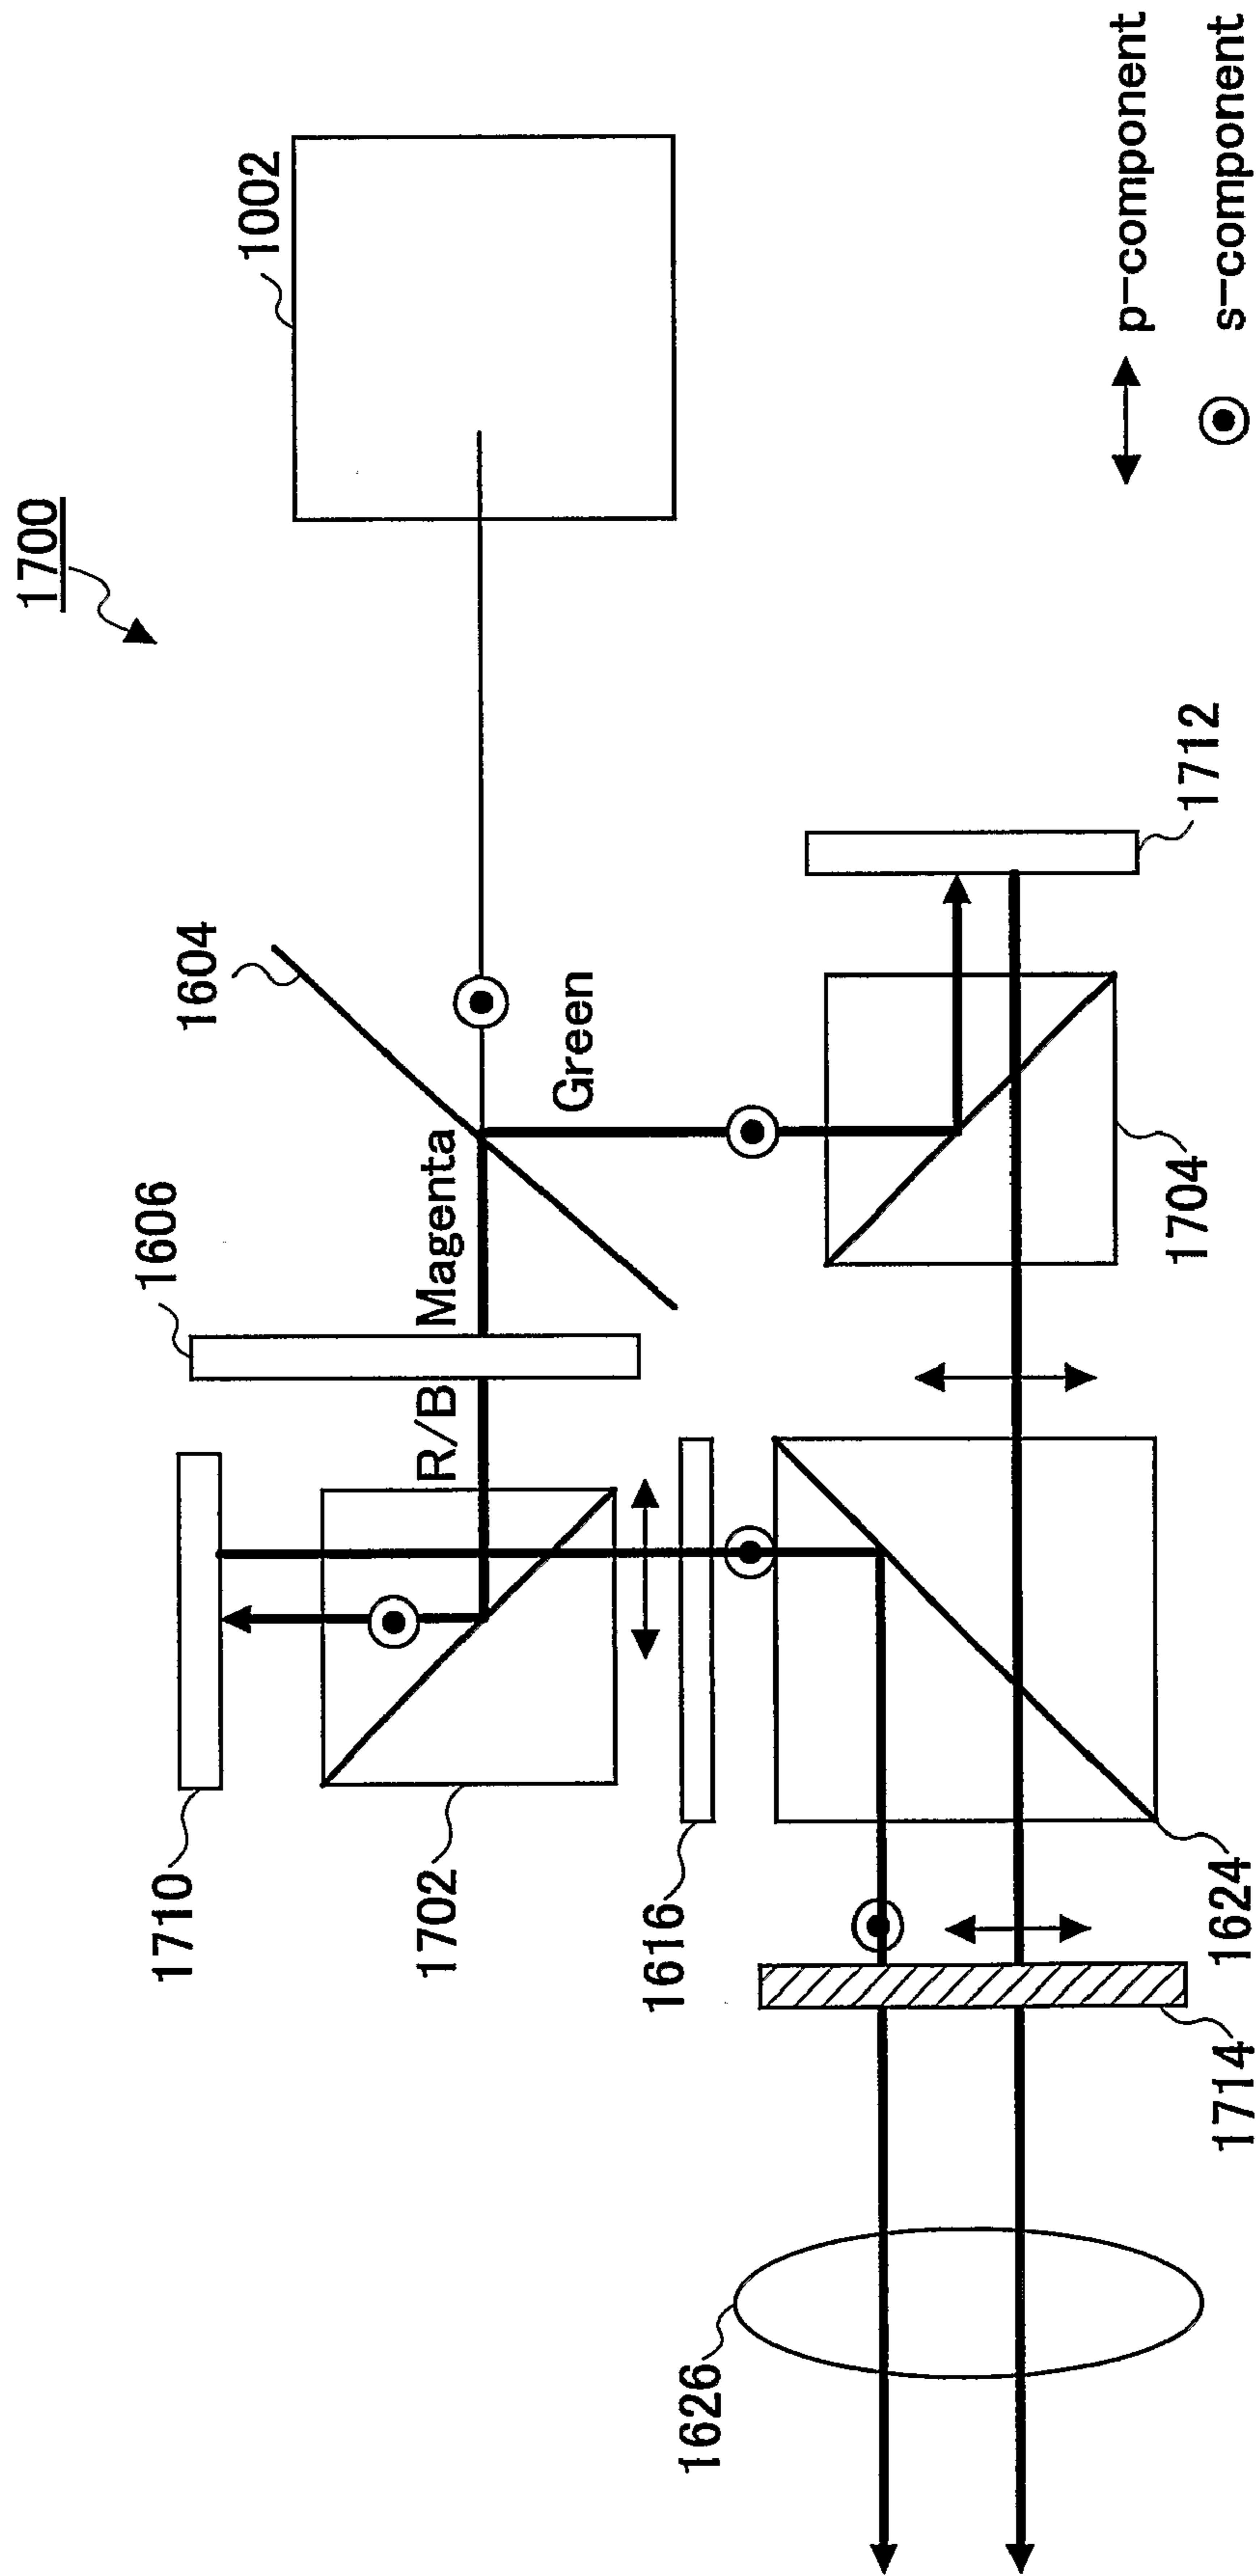 1700
1002
1604
Green
Magenta
1606
R/B
1712
1704
1710
1702
1616
1624
1714
1626
p-component
s-component